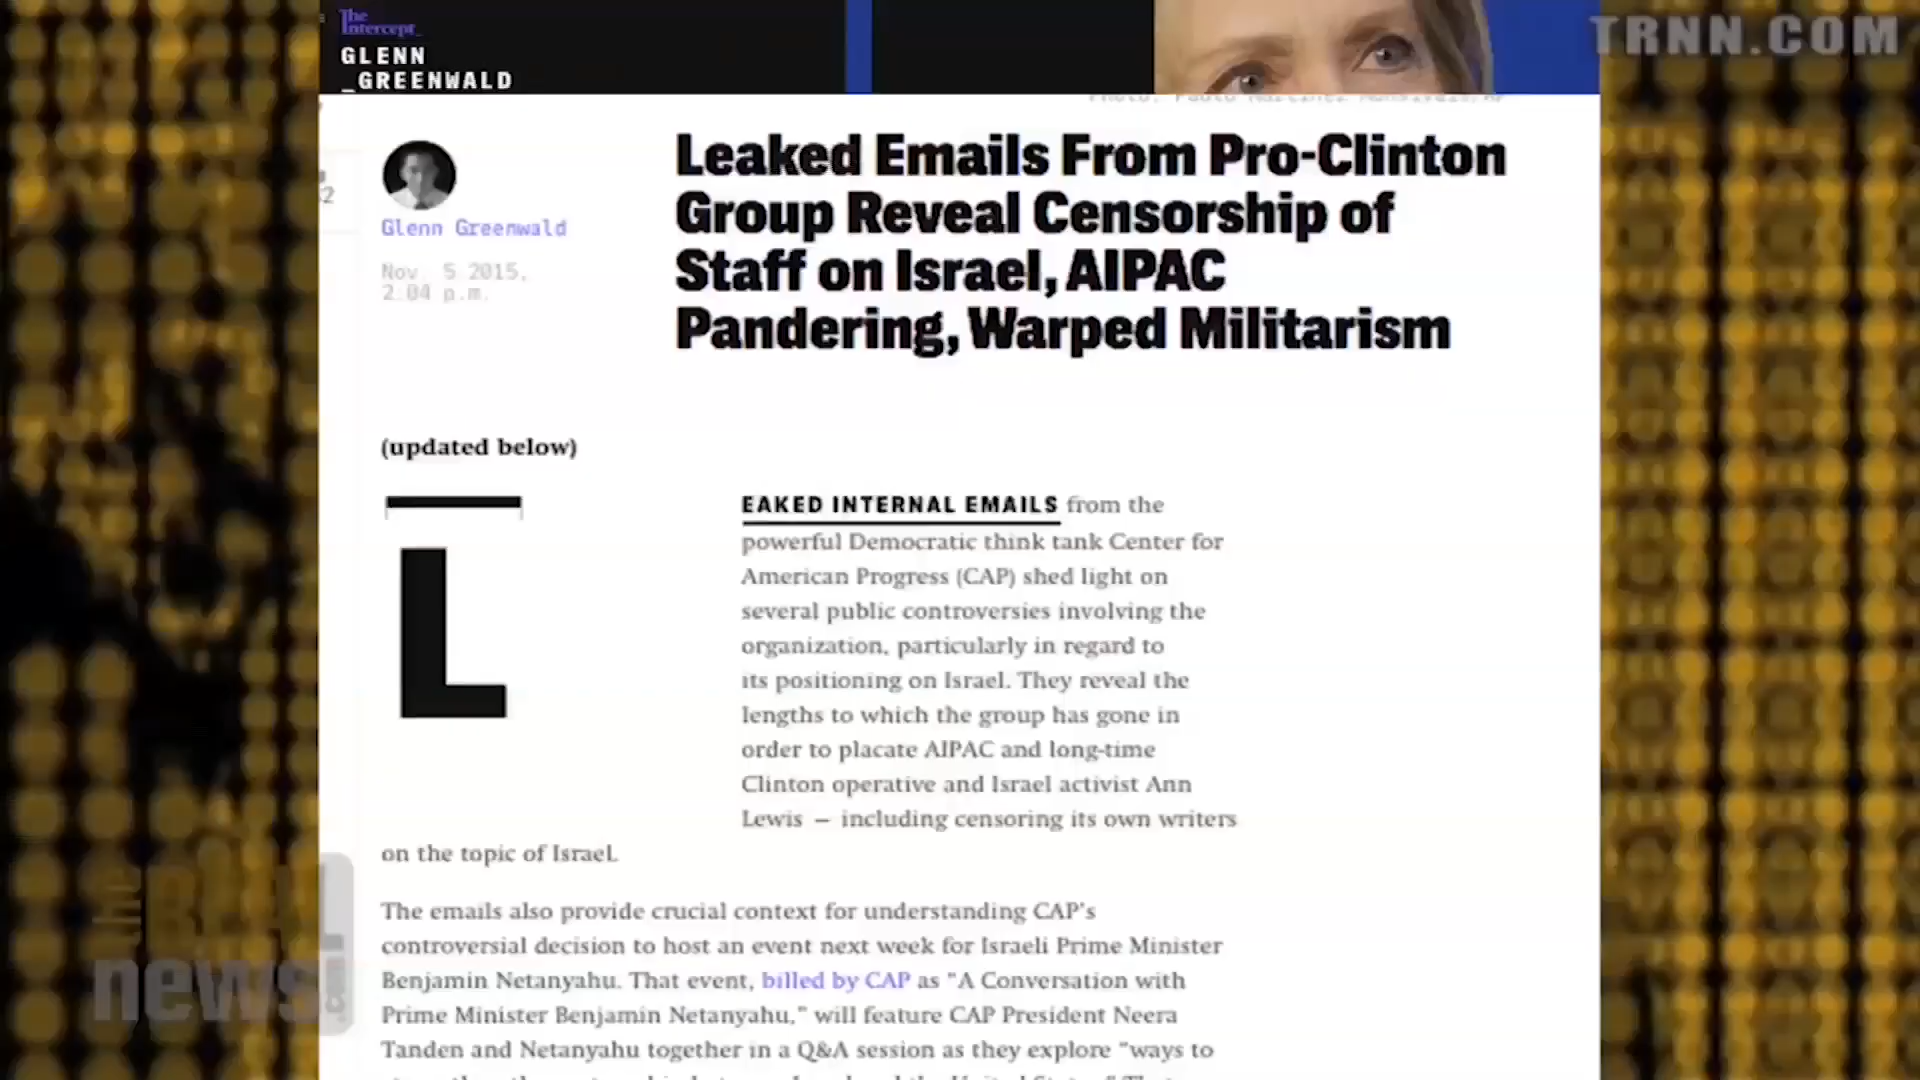 The
Intercept_
GLENN
_GREENWALD
TRNN.COM
Leaked Emails From Pro-Clinton
Group Reveal Censorship of
Staff on Israel, AIPAC
Pandering, Warped Militarism
Glenn Greenwald
Nov. 5 2015,
2:04 p.m.
(updated below)
LEAKED INTERNAL EMAILS from the
powerful Democratic think tank Center for
American Progress (CAP) shed light on
several public controversies involving the
organization, particularly in regard to
its positioning on Israel. They reveal the
lengths to which the group has gone in
order to placate AIPAC and long-time
Clinton operative and Israel activist Ann
Lewis – including censoring its own writers
on the topic of Israel.
The emails also provide crucial context for understanding CAP's
controversial decision to host an event next week for Israeli Prime Minister
Benjamin Netanyahu. That event, billed by CAP as "A Conversation with
Prime Minister Benjamin Netanyahu," will feature CAP President Neera
Tanden and Netanyahu together in a Q&A session as they explore "ways to
the REAL
news